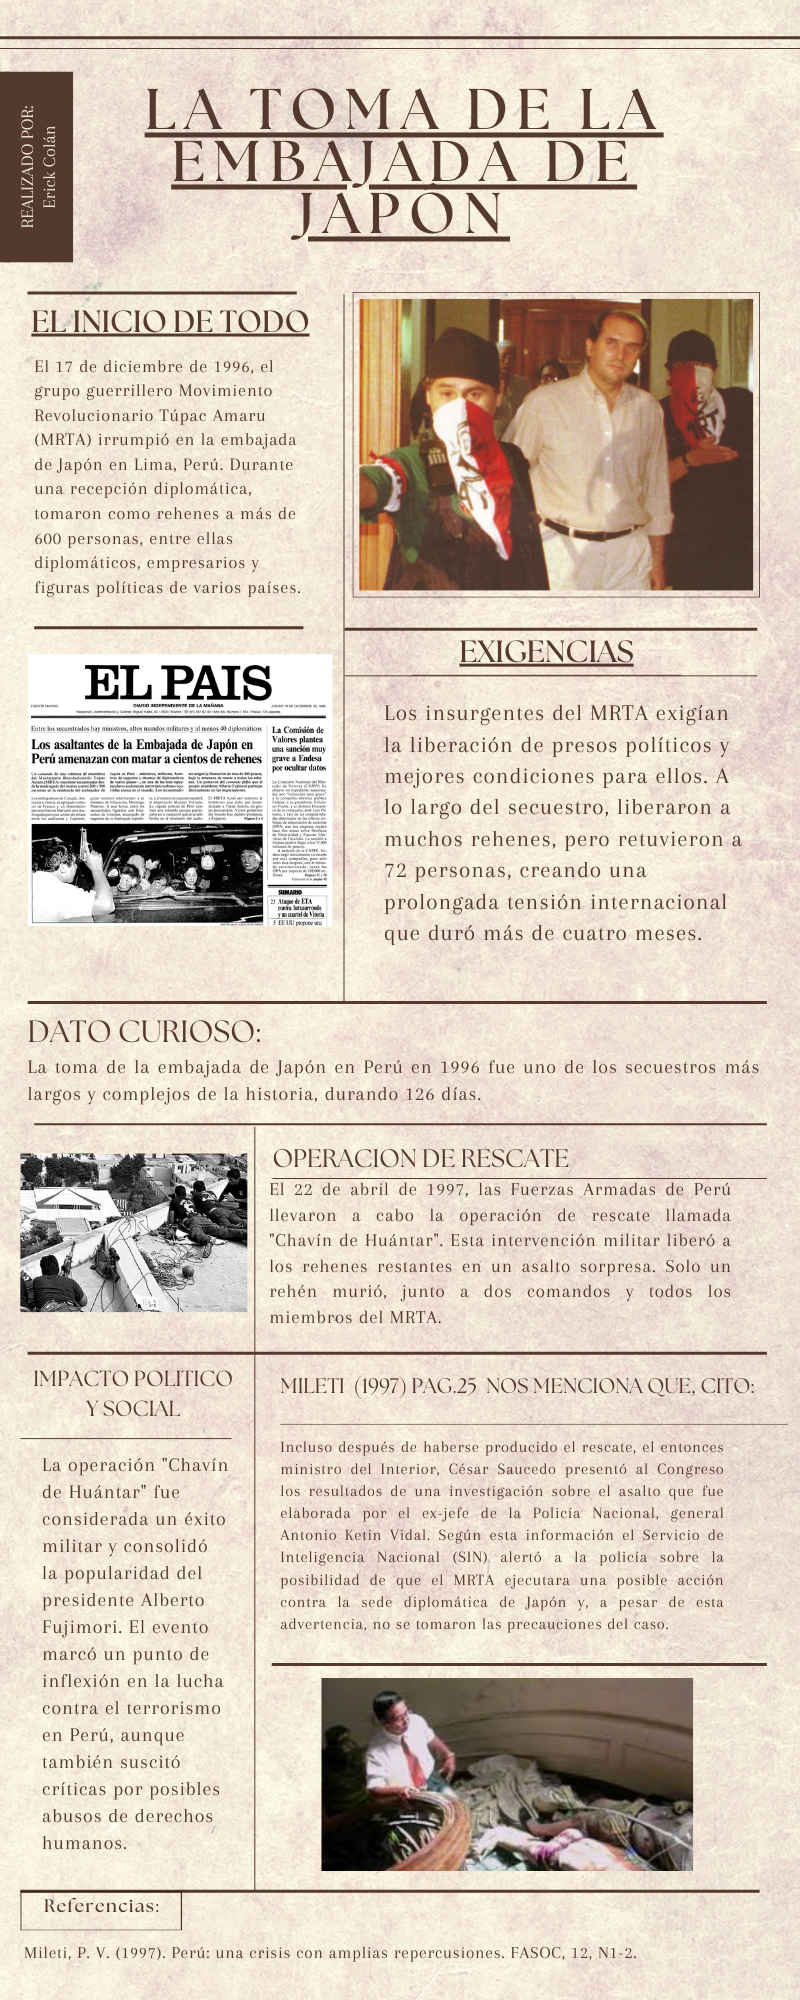 REALIZADO POR:
Erick Colán
LA TOMA DE LA
EMBAJADA DE
JAPÓN
EL INICIO DE TODO
El 17 de diciembre de 1996, el
grupo guerrillero Movimiento
Revolucionario Túpac Amaru
(MRTA) irrumpió en la embajada
de Japón en Lima, Perú. Durante
una recepción diplomática,
tomaron como rehenes a más de
600 personas, entre ellas
diplomáticos, empresarios y
figuras políticas de varios países.
EL PAIS
DIARIO INDEPENDIENTE DE LA MAÑANA
Entre los secuestrados hay ministros, altos mandos militares y al menos 40 diplomáticos
Los asaltantes de la Embajada de Japón en
Perú amenazan con matar a cientos de rehenes
La Comisión de
Valores plantea
una sanción muy
grave a Endesa
por ocultar datos
SUMARIO
23 Ataque de ETA
contra Intxaurrondo
y un cuartel de Vitoria
5 EE UU propone una
EXIGENCIAS
Los insurgentes del MRTA exigían
la liberación de presos políticos y
mejores condiciones para ellos. A
lo largo del secuestro, liberaron a
muchos rehenes, pero retuvieron a
72 personas, creando una
prolongada tensión internacional
que duró más de cuatro meses.
DATO CURIOSO:
La toma de la embajada de Japón en Perú en 1996 fue uno de los secuestros más
largos y complejos de la historia, durando 126 días.
OPERACION DE RESCATE
El 22 de abril de 1997, las Fuerzas Armadas de Perú
llevaron a cabo la operación de rescate llamada
"Chavín de Huántar". Esta intervención militar liberó a
los rehenes restantes en un asalto sorpresa. Solo un
rehén murió, junto a dos comandos y todos los
miembros del MRTA.
IMPACTO POLITICO
Y SOCIAL
La operación "Chavín
de Huántar" fue
considerada un éxito
militar y consolidó
la popularidad del
presidente Alberto
Fujimori. El evento
marcó un punto de
inflexión en la lucha
contra el terrorismo
en Perú, aunque
también suscitó
críticas por posibles
abusos de derechos
humanos.
MILETI (1997) PAG.25 NOS MENCIONA QUE, CITO:
Incluso después de haberse producido el rescate, el entonces
ministro del Interior, César Saucedo presentó al Congreso
los resultados de una investigación sobre el asalto que fue
elaborada por el ex-jefe de la Policía Nacional, general
Antonio Ketin Vidal. Según esta información el Servicio de
Inteligencia Nacional (SIN) alertó a la policía sobre la
posibilidad de que el MRTA ejecutara una posible acción
contra la sede diplomática de Japón y, a pesar de esta
advertencia, no se tomaron las precauciones del caso.
Referencias:
Mileti, P. V. (1997). Perú: una crisis con amplias repercusiones. FASOC, 12, N1-2.